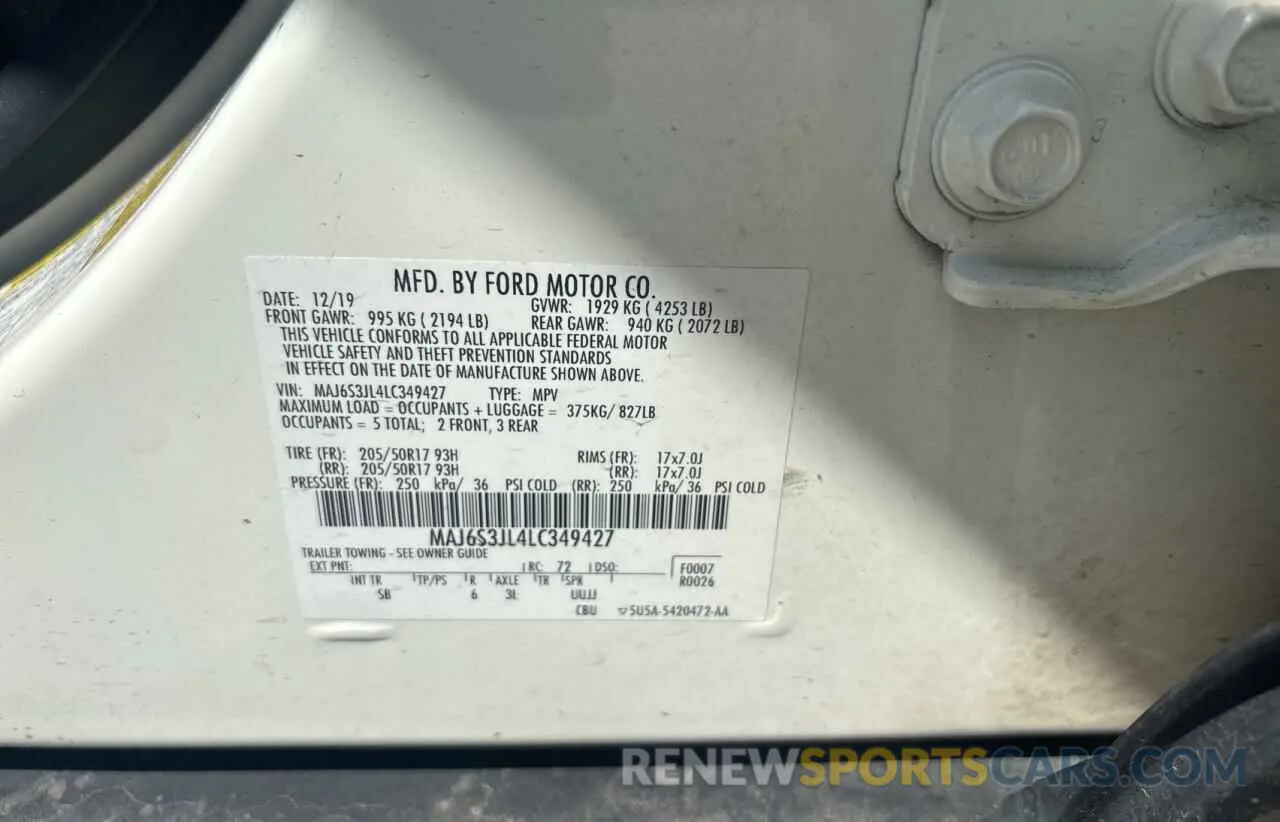 MFD. BY FORD MOTOR CO.
DATE: 12/19 GVWR: 1929 KG ( 4253 LB)
FRONT GAWR: 995 KG ( 2194 LB) REAR GAWR: 940 KG ( 2072 LB)
THIS VEHICLE CONFORMS TO ALL APPLICABLE FEDERAL MOTOR
VEHICLE SAFETY AND THEFT PREVENTION STANDARDS
IN EFFECT ON THE DATE OF MANUFACTURE SHOWN ABOVE.
VIN: MAJ6S3JL4LC349427 TYPE: MPV
MAXIMUM LOAD = OCCUPANTS + LUGGAGE = 375KG/ 827LB
OCCUPANTS = 5 TOTAL; 2 FRONT, 3 REAR
TIRE (FR): 205/50R17 93H RIMS (FR): 17x7.0J
(RR): 205/50R17 93H (RR): 17x7.0J
PRESSURE (FR): 250 kPa/ 36 PSI COLD (RR): 250 kPa/ 36 PSI COLD
MAJ6S3JL4LC349427
TRAILER TOWING - SEE OWNER GUIDE
EXT PNT: RC: 72 DSO: F0007
INT TR TP/PS R AXLE TR SPR R0026
SB 6 3L UUJJ
CBU 5U5A-5420472-AA
RENEWSPORTSCARS.COM